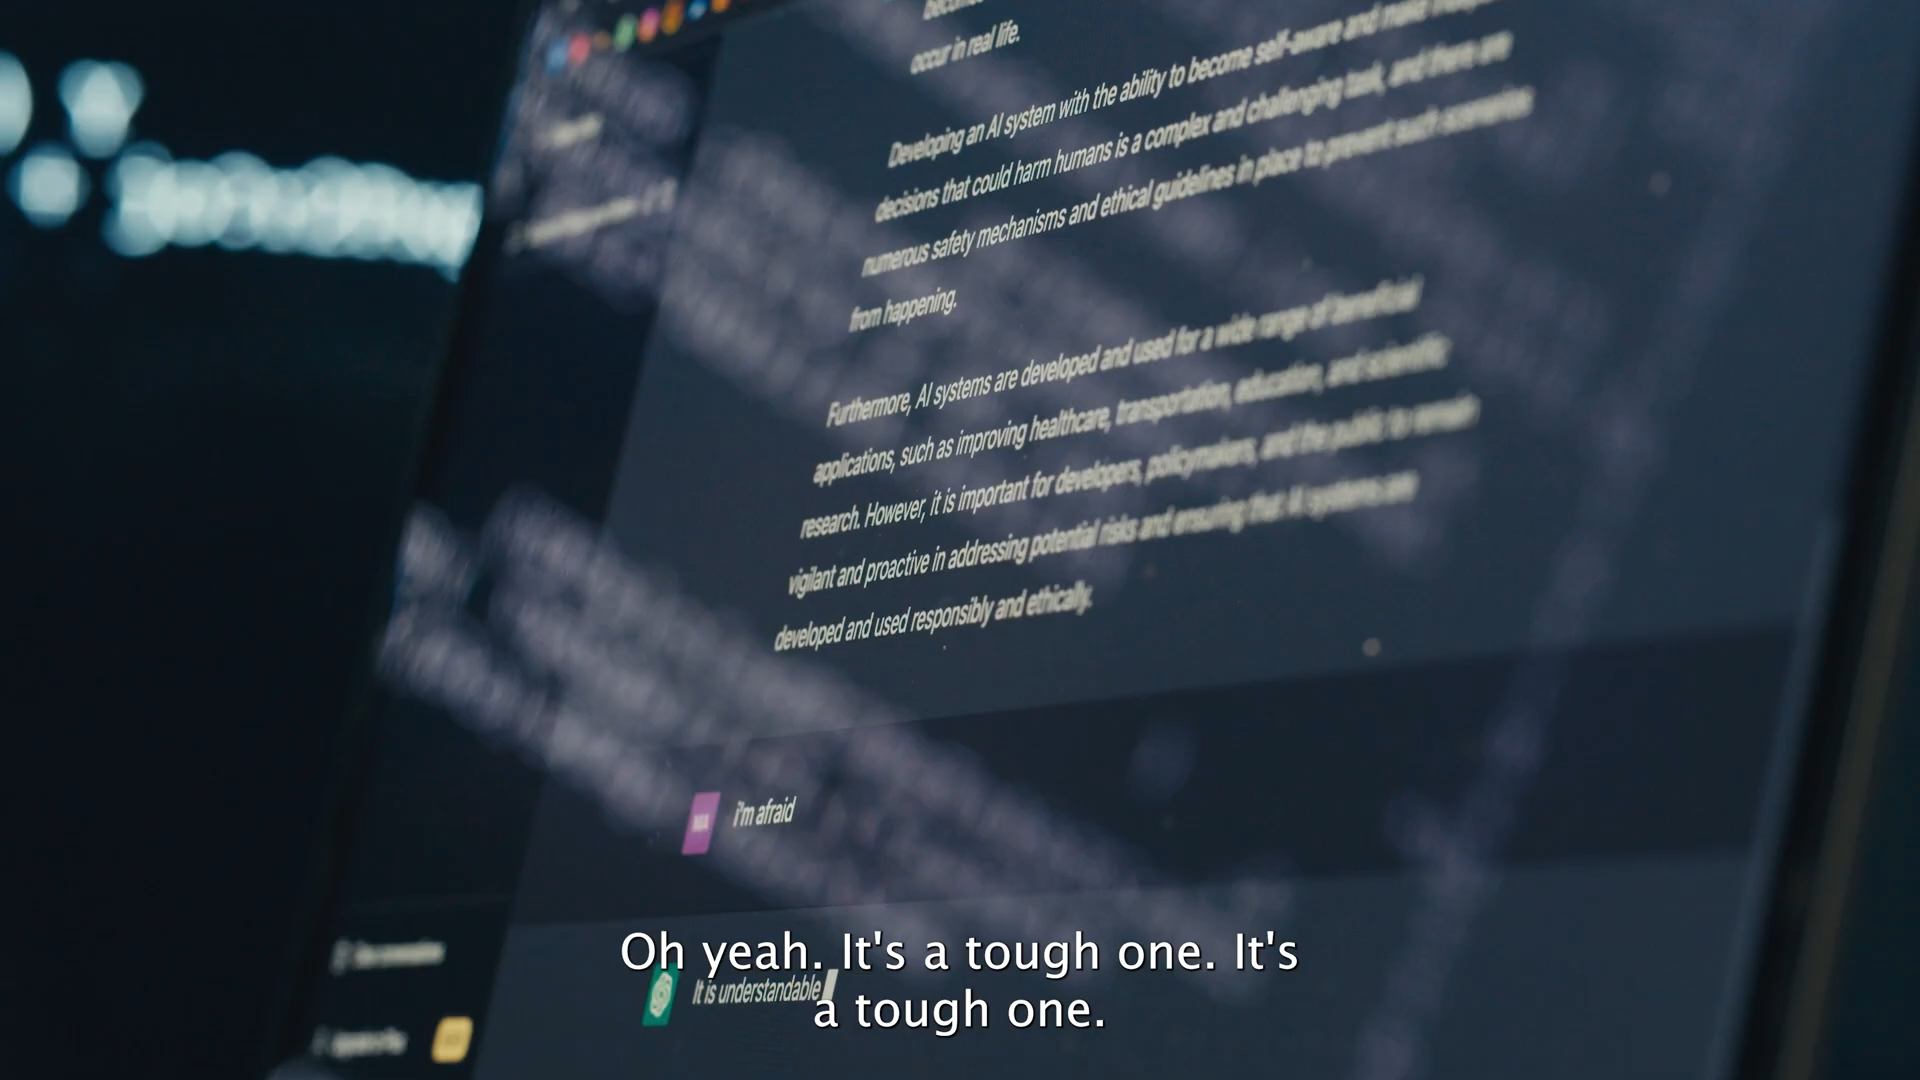 occur in real life.
Developing an AI system with the ability to become self-aware and make
decisions that could harm humans is a complex and challenging task, and there are
numerous safety mechanisms and ethical guidelines in place to prevent such scenarios
from happening.
Furthermore, AI systems are developed and used for a wide range of beneficial
applications, such as improving healthcare, transportation, education, and scientific
research. However, it is important for developers, policymakers, and the public to remain
vigilant and proactive in addressing potential risks and ensuring that AI systems are
developed and used responsibly and ethically.
i'm afraid
Oh yeah. It's a tough one. It's
It is understandable
a tough one.